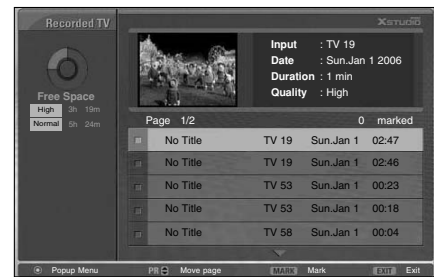 Recorded TV
XSTUDIO
Input : TV 19
Date : Sun.Jan 1 2006
Duration : 1 min
Quality : High
Free Space
High 3h 19m
Normal 5h 24m
Page 1/2 0 marked
No Title TV 19 Sun.Jan 1 02:47
No Title TV 19 Sun.Jan 1 02:46
No Title TV 53 Sun.Jan 1 00:23
No Title TV 53 Sun.Jan 1 00:18
No Title TV 58 Sun.Jan 1 00:04
Popup Menu PR Move page MARK Mark EXIT Exit